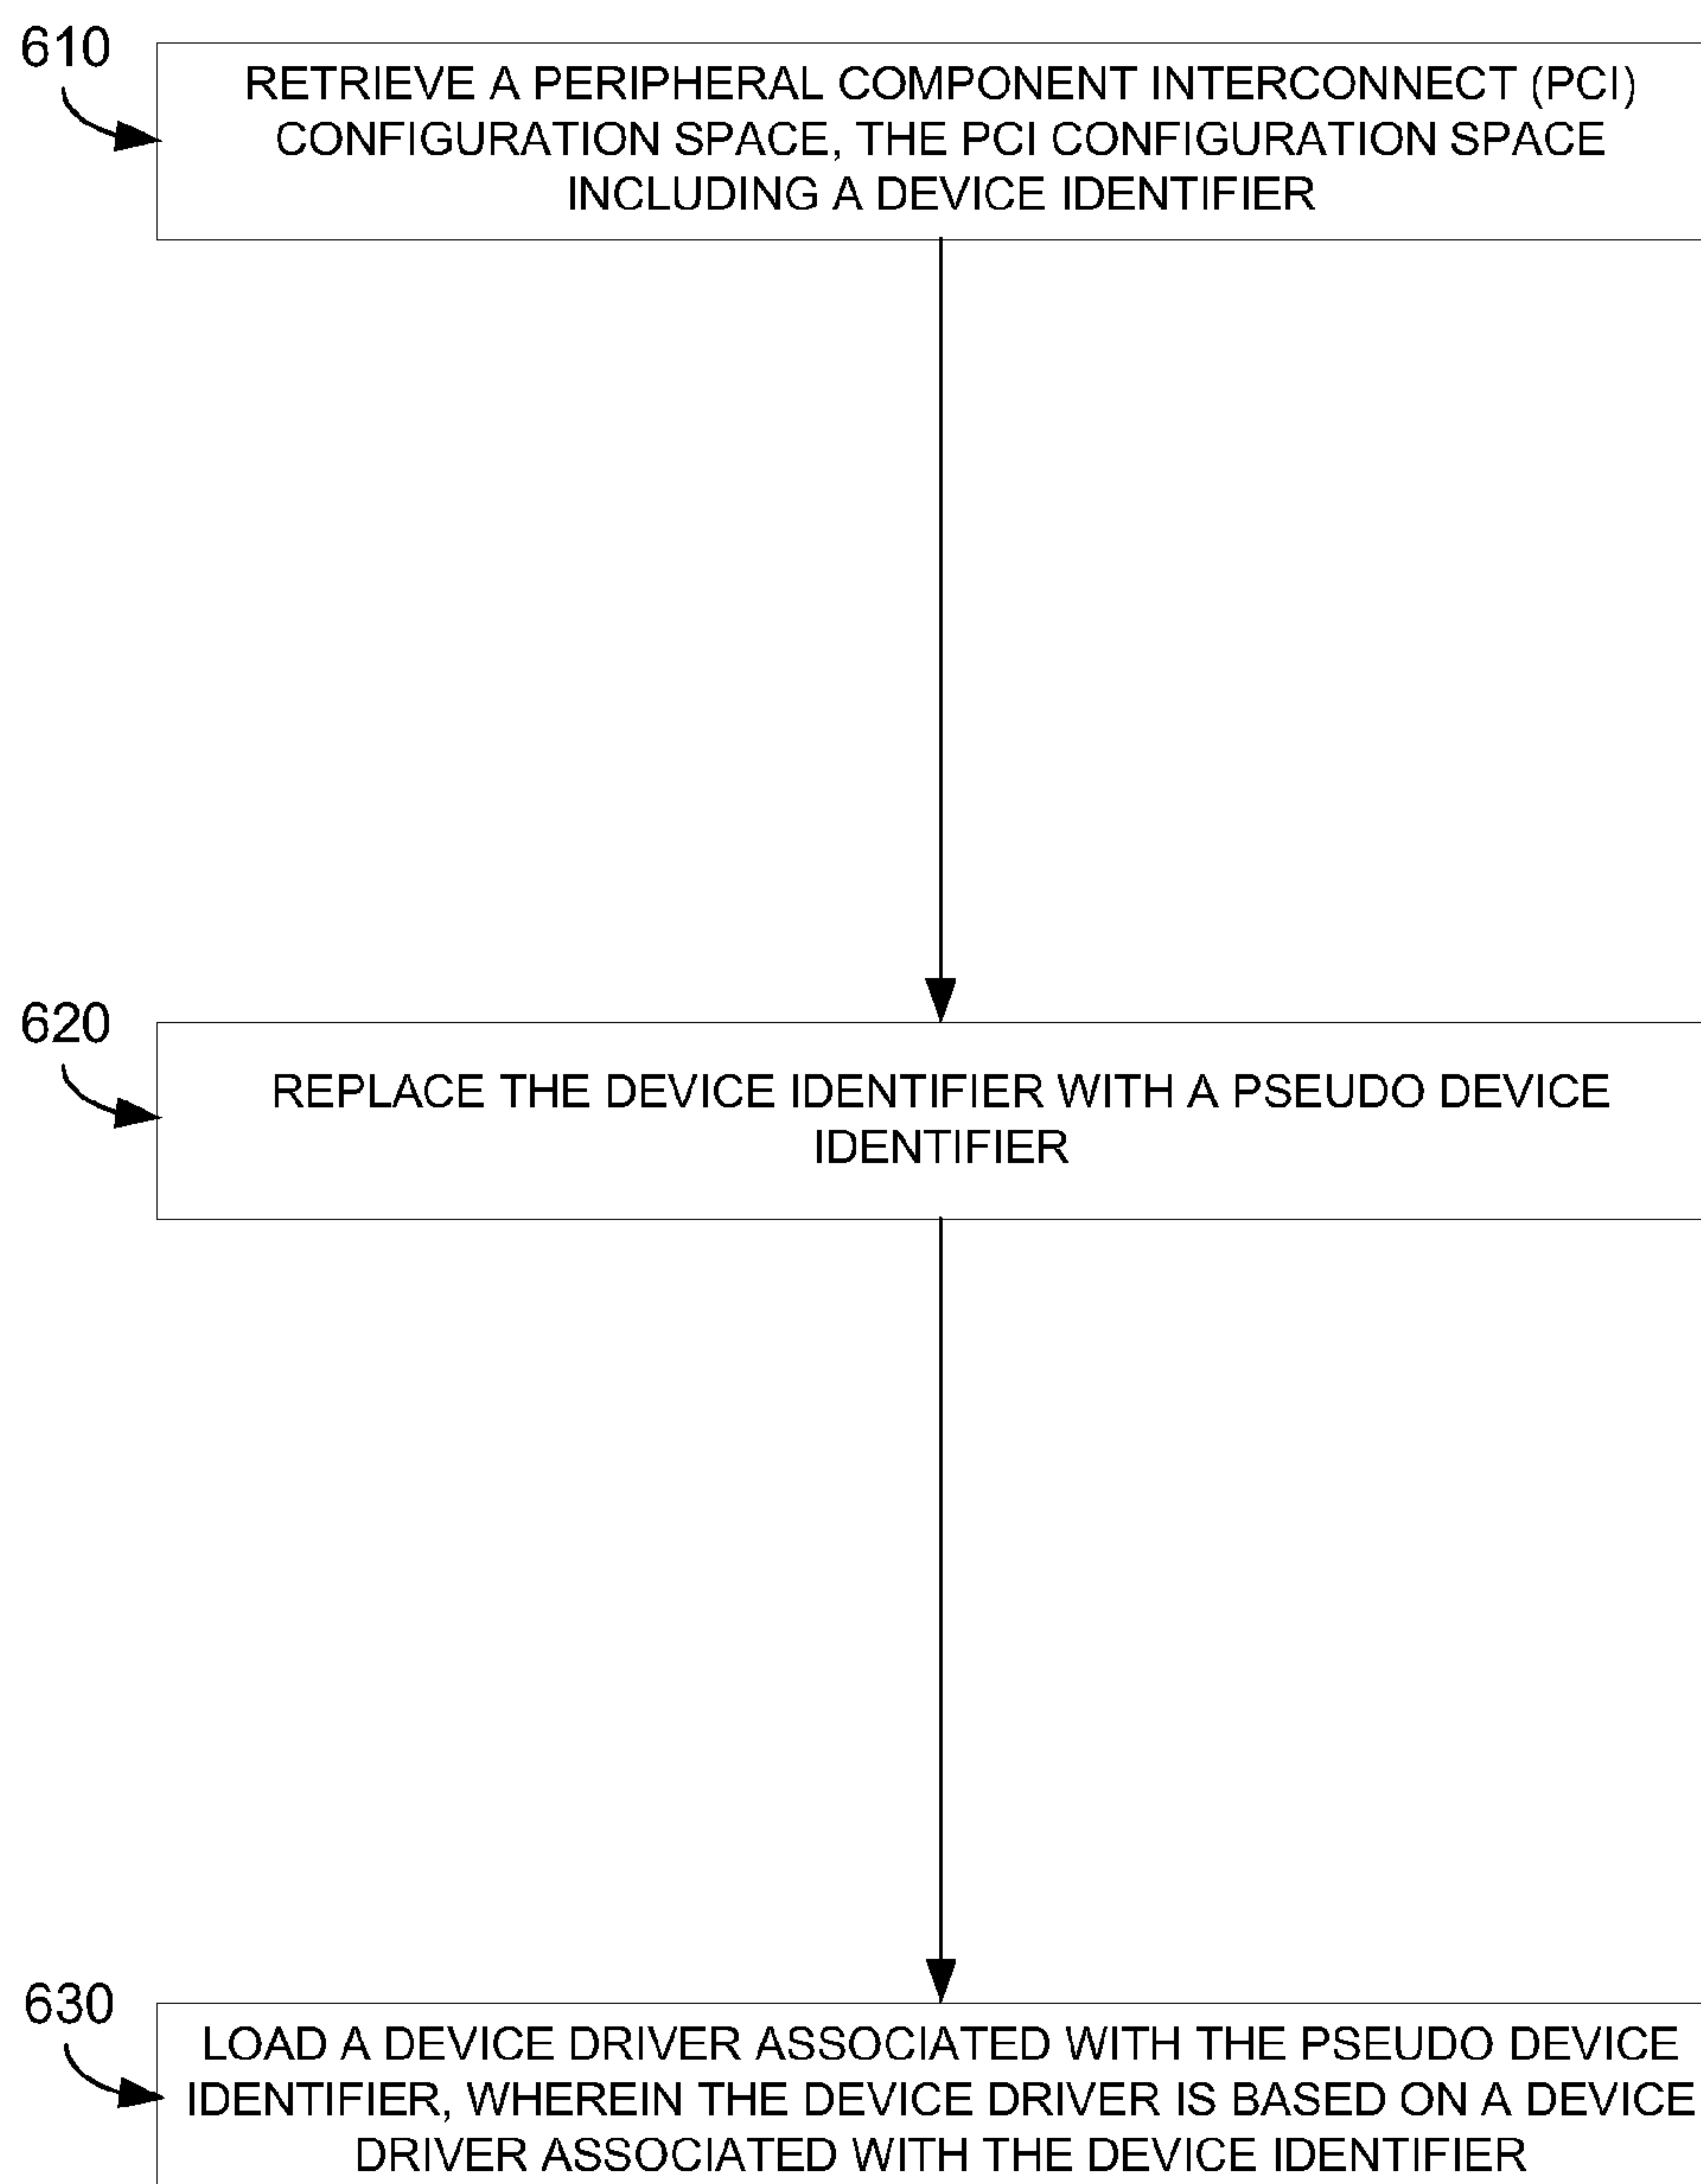 610
RETRIEVE A PERIPHERAL COMPONENT INTERCONNECT (PCI)
CONFIGURATION SPACE, THE PCI CONFIGURATION SPACE
INCLUDING A DEVICE IDENTIFIER
620
REPLACE THE DEVICE IDENTIFIER WITH A PSEUDO DEVICE
IDENTIFIER
630
LOAD A DEVICE DRIVER ASSOCIATED WITH THE PSEUDO DEVICE
IDENTIFIER, WHEREIN THE DEVICE DRIVER IS BASED ON A DEVICE
DRIVER ASSOCIATED WITH THE DEVICE IDENTIFIER